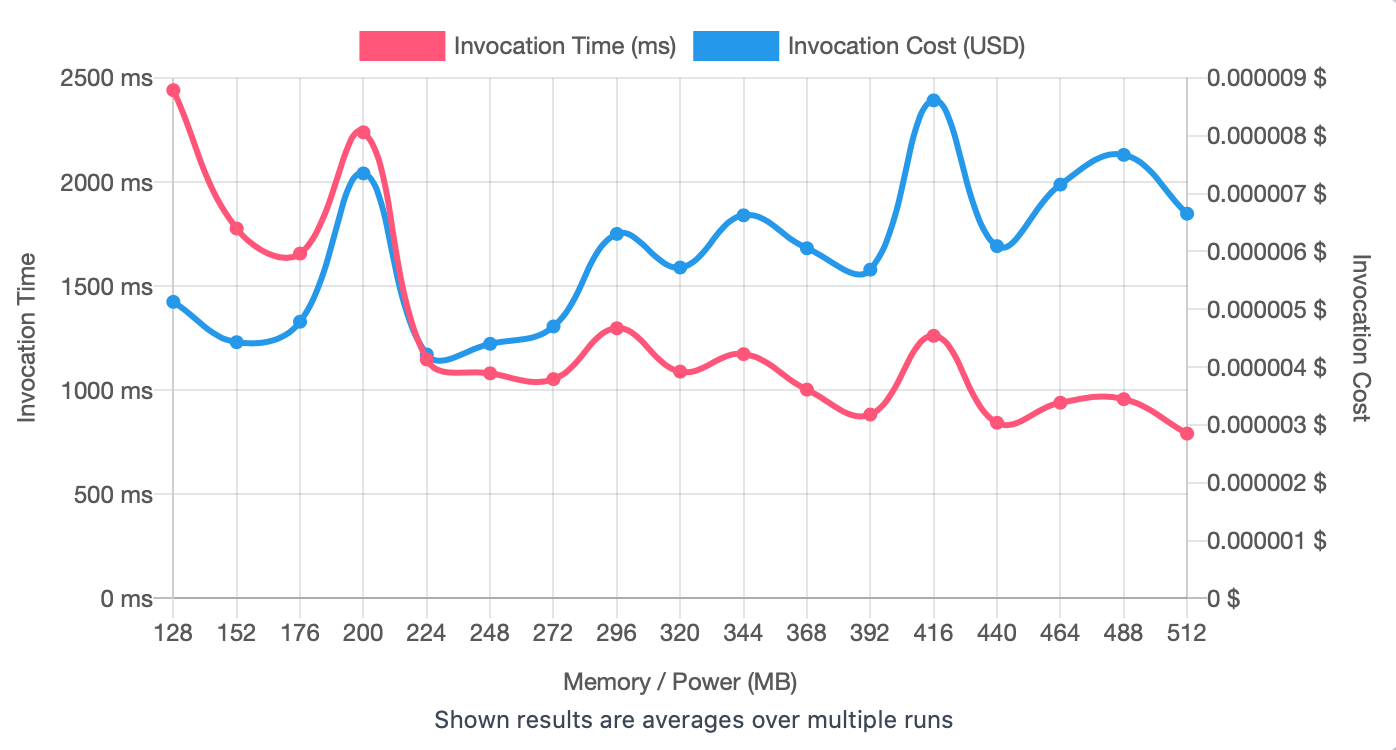 Invocation Time (ms) Invocation Cost (USD)
2500 ms
2000 ms
1500 ms
1000 ms
500 ms
0 ms
Invocation Time
0.000009 $
0.000008 $
0.000007 $
0.000006 $
0.000005 $
0.000004 $
0.000003 $
0.000002 $
0.000001 $
0 $
Invocation Cost
128 152 176 200 224 248 272 296 320 344 368 392 416 440 464 488 512
Memory / Power (MB)
Shown results are averages over multiple runs